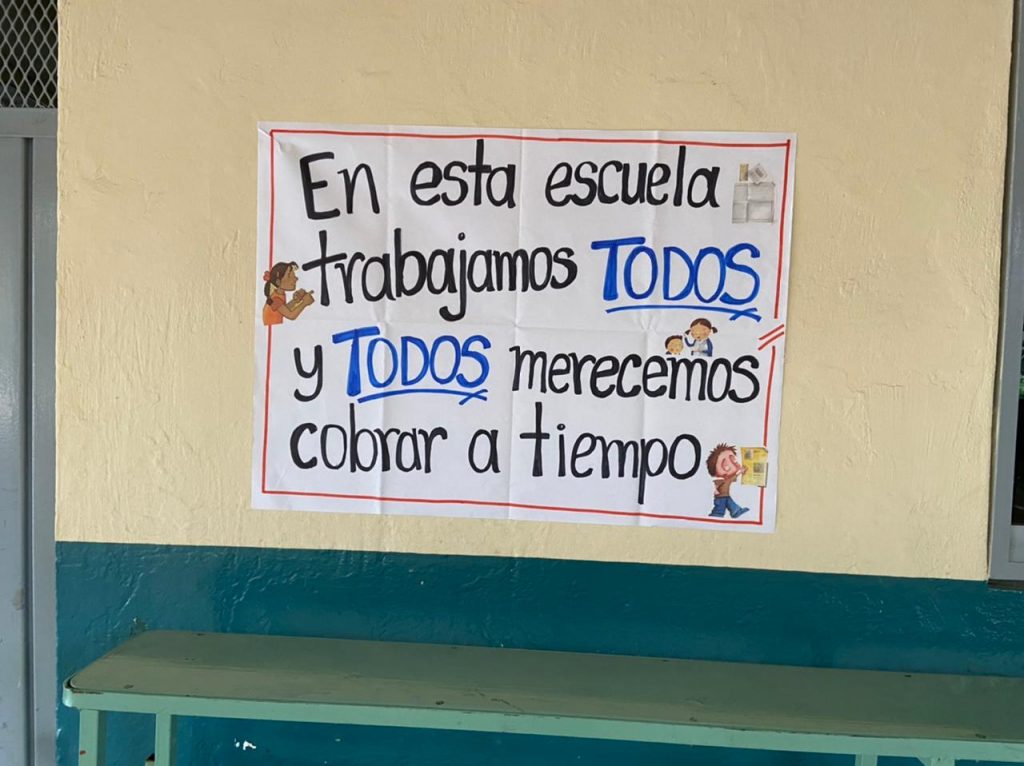 En esta escuela
trabajamos TODOS
y TODOS merecemos
cobrar a tiempo